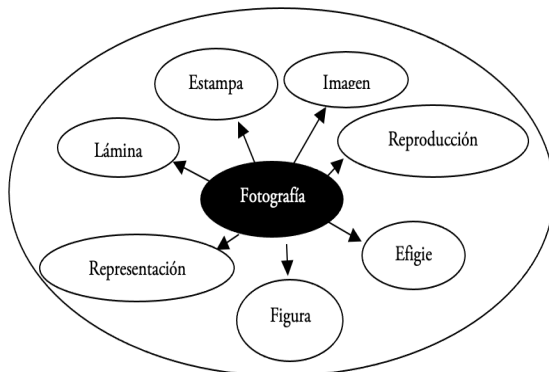 Estampa
Imagen
Reproducción
Lámina
Fotografía
Efigie
Representación
Figura